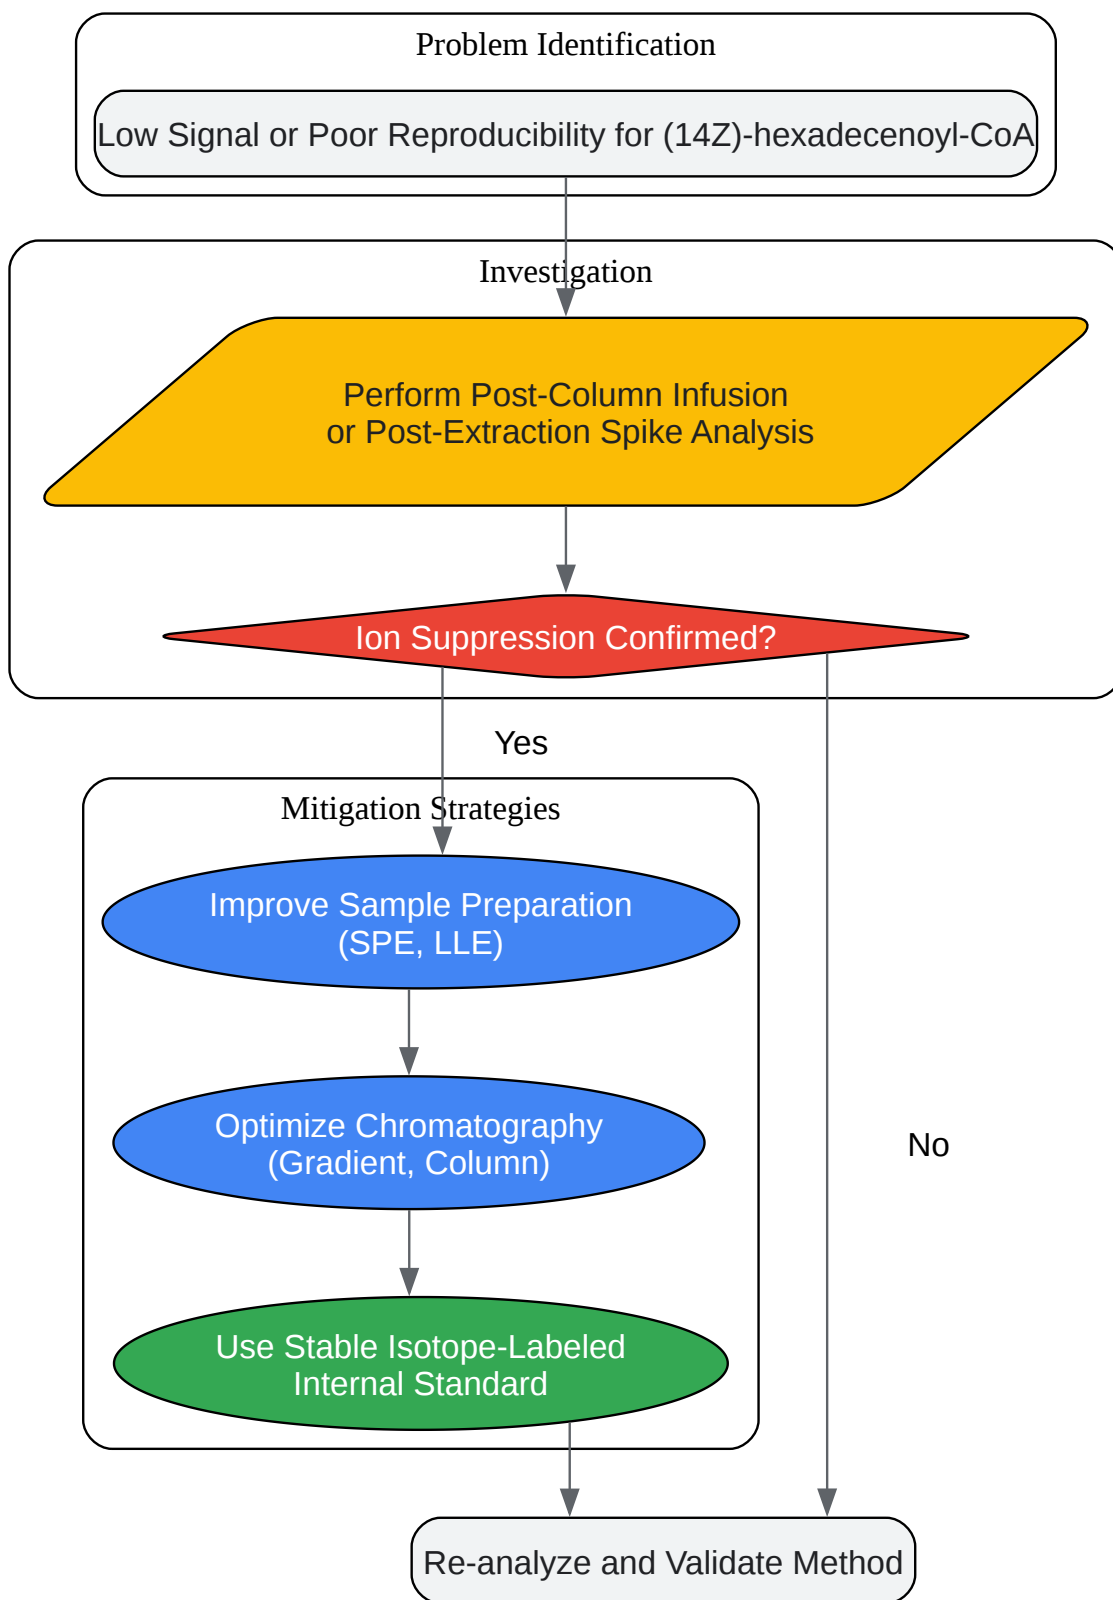 Problem Identification
Low Signal or Poor Reproducibility for (14Z)-hexadecenoyl-CoA
Investigation
Perform Post-Column Infusion
or Post-Extraction Spike Analysis
Ion Suppression Confirmed?
Yes
Mitigation Strategies
Improve Sample Preparation
(SPE, LLE)
Optimize Chromatography
(Gradient, Column)
No
Use Stable Isotope-Labeled
Internal Standard
Re-analyze and Validate Method